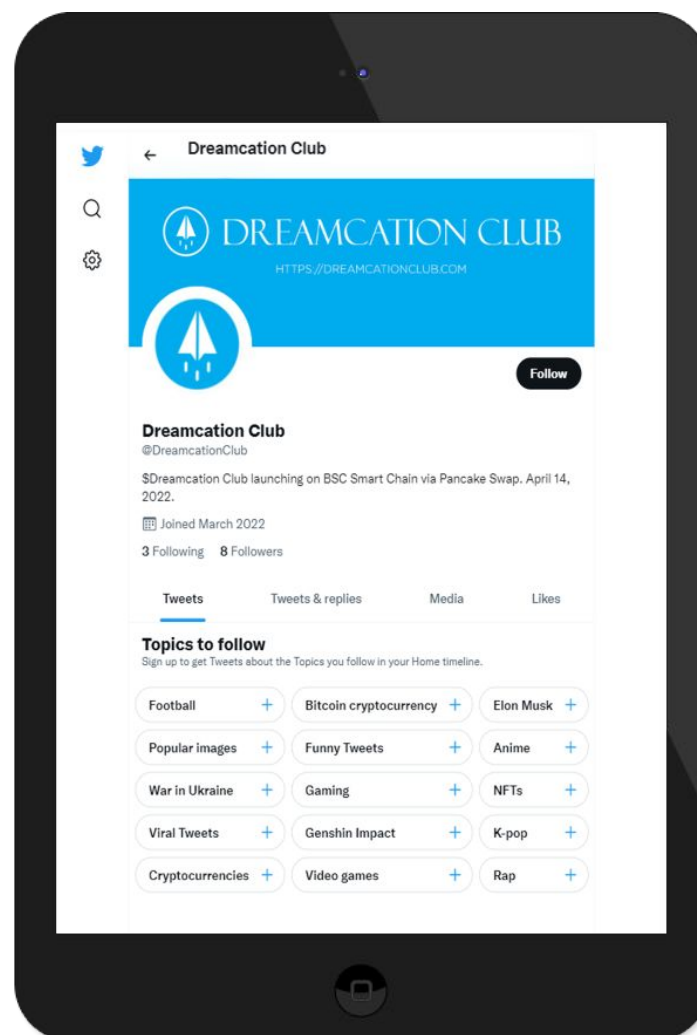 Dreamcation Club
DREAMCATION CLUB
HTTPS://DREAMCATIONCLUB.COM
Follow
Dreamcation Club
@DreamcationClub
$Dreamcation Club launching on BSC Smart Chain via Pancake Swap. April 14,
2022.
Joined March 2022
3 Following 8 Followers
Tweets Tweets & replies Media Likes
Topics to follow
Sign up to get Tweets about the Topics you follow in your Home timeline.
Football + Bitcoin cryptocurrency + Elon Musk +
Popular images + Funny Tweets + Anime +
War in Ukraine + Gaming + NFTs +
Viral Tweets + Genshin Impact + K-pop +
Cryptocurrencies + Video games + Rap +